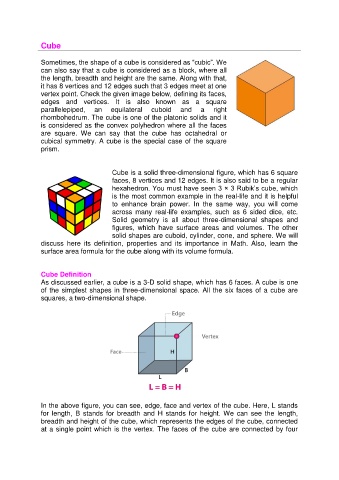 Cube
Sometimes, the shape of a cube is considered as "cubic". We
can also say that a cube is considered as a block, where all
the length, breadth and height are the same. Along with that,
it has 8 vertices and 12 edges such that 3 edges meet at one
vertex point. Check the given image below, defining its faces,
edges and vertices. It is also known as a square
parallelepiped, an equilateral cuboid and a right
rhombohedrum. The cube is one of the platonic solids and it
is considered as the convex polyhedron where all the faces
are square. We can say that the cube has octahedral or
cubical symmetry. A cube is the special case of the square
prism.
Cube is a solid three-dimensional figure, which has 6 square
faces, 8 vertices and 12 edges. It is also said to be a regular
hexahedron. You must have seen 3 × 3 Rubik's cube, which
is the most common example in the real-life and it is helpful
to enhance brain power. In the same way, you will come
across many real-life examples, such as 6 sided dice, etc.
Solid geometry is all about three-dimensional shapes and
figures, which have surface areas and volumes. The other
solid shapes are cuboid, cylinder, cone, and sphere. We will
discuss here its definition, properties and its importance in Math. Also, learn the
surface area formula for the cube along with its volume formula.
Cube Definition
As discussed earlier, a cube is a 3-D solid shape, which has 6 faces. A cube is one
of the simplest shapes in three-dimensional space. All the six faces of a cube are
squares, a two-dimensional shape.
Edge
Vertex
Face
H
B
L
L = B = H
In the above figure, you can see, edge, face and vertex of the cube. Here, L stands
for length, B stands for breadth and H stands for height. We can see the length,
breadth and height of the cube, which represents the edges of the cube, connected
at a single point which is the vertex. The faces of the cube are connected by four